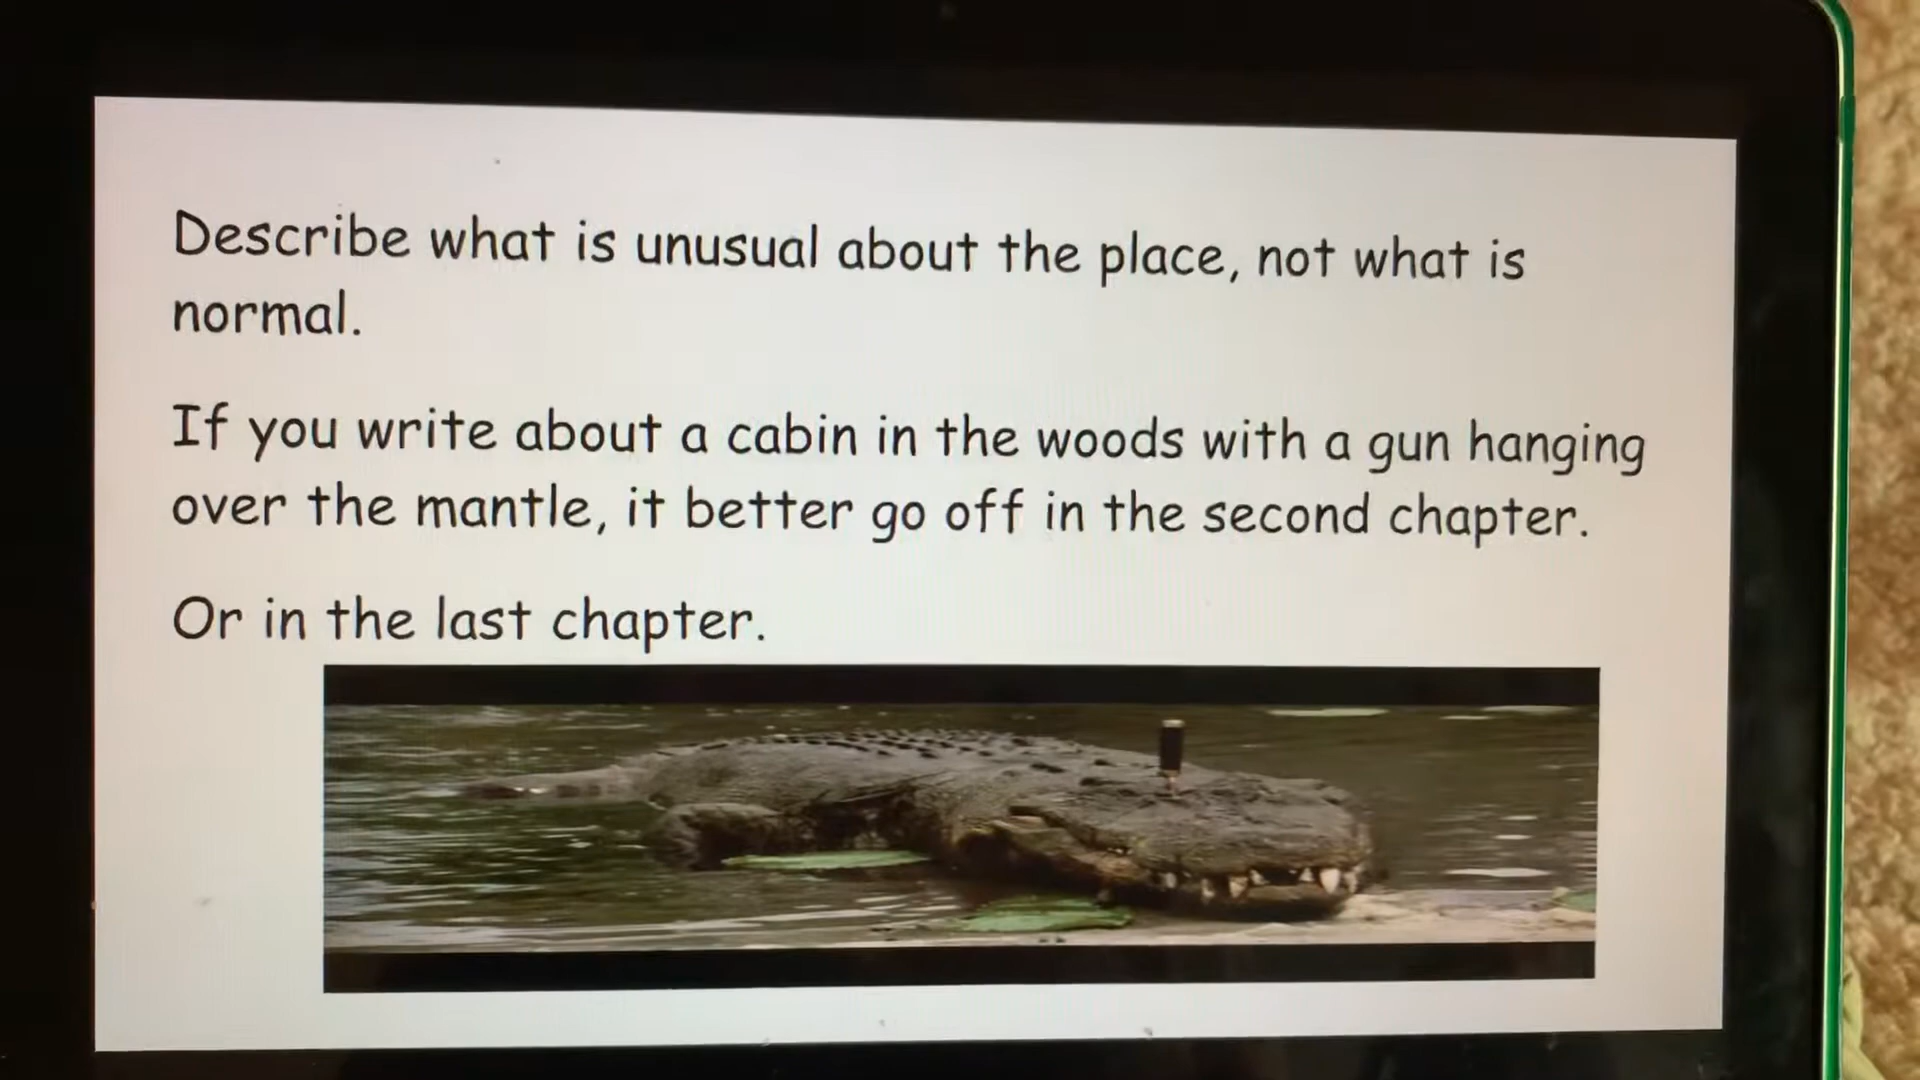 Describe what is unusual about the place, not what is
normal.
If you write about a cabin in the woods with a gun hanging
over the mantle, it better go off in the second chapter.
Or in the last chapter.